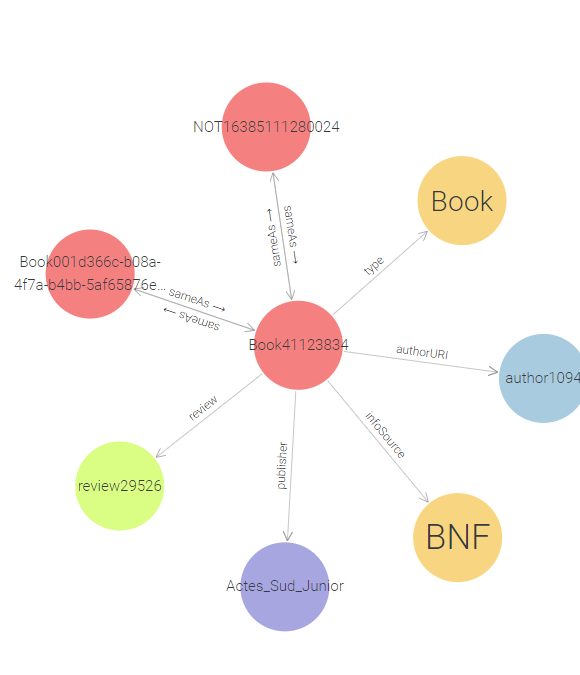 NOT16385111280024
Book
sameAs →
sameAs →
type
Book001d366c-b08a-
4f7a-b4bb-5af65876e...
sameAs →
sameAs →
Book41123834
authorURI
author1094
review
infoSource
publisher
review29526
BNF
Actes_Sud_Junior